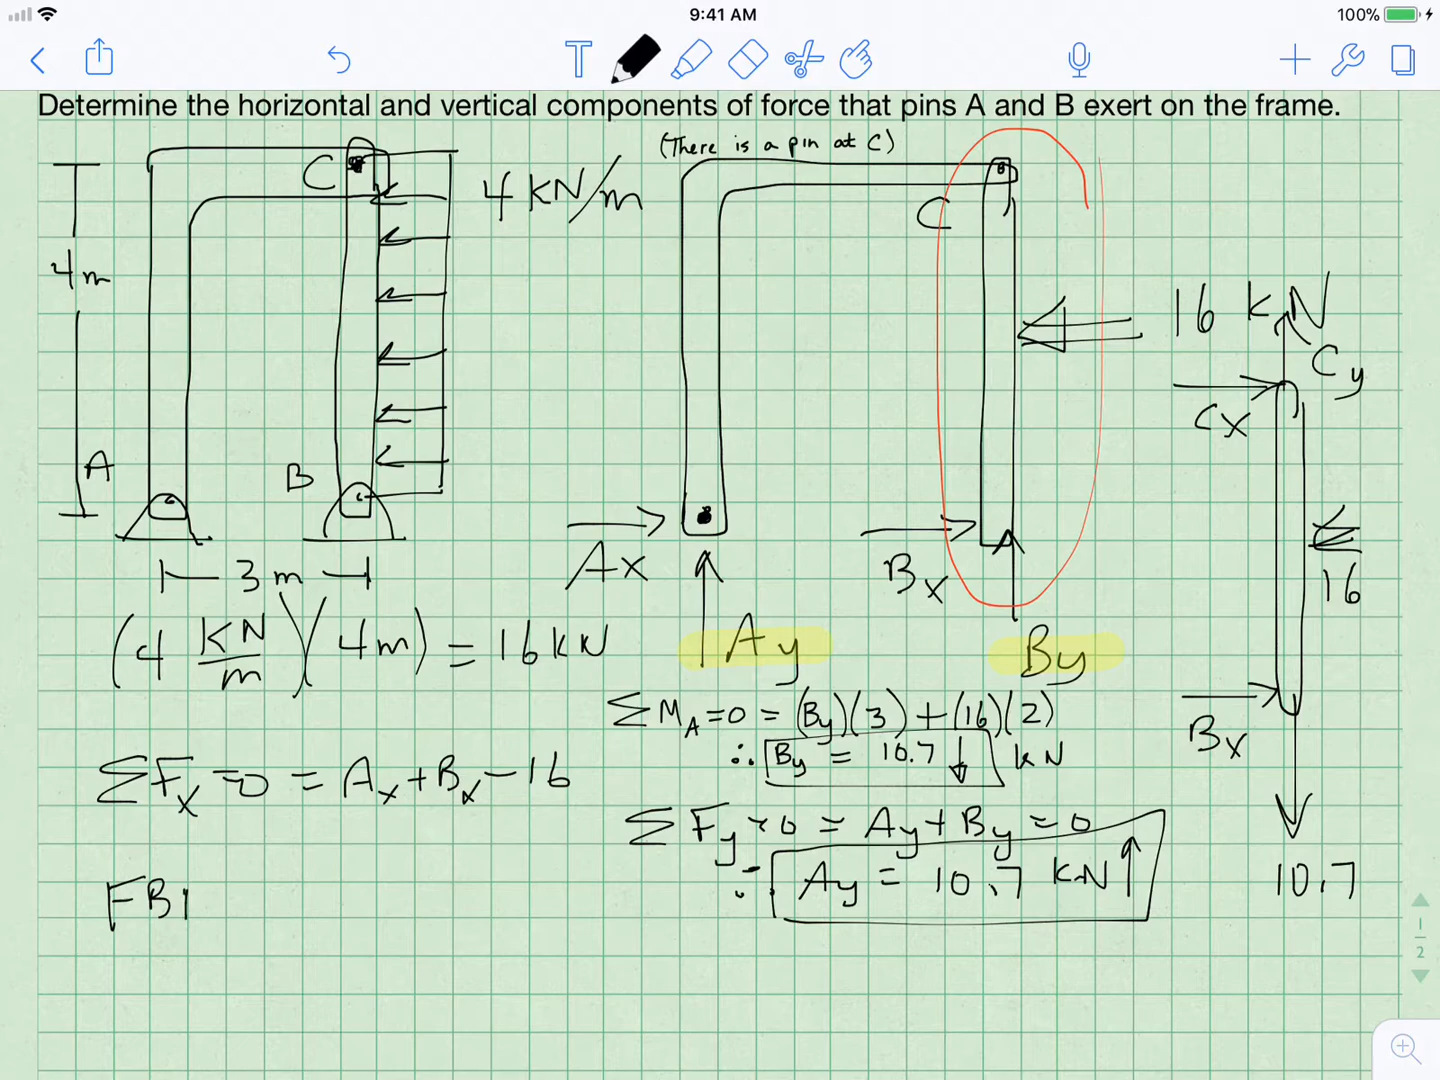 9:41 AM
100%
T
Determine the horizontal and vertical components of force that pins A and B exert on the frame.
(There is a pin at C)
C
4 KN/m
4m
A
B
3m
C
16 kN
Cy
Cx
16
Ax
Bx
Ay
By
Bx
10.7
(4 KN/m)(4m) = 16kN
ΣFx=0 = Ax+Bx-16
FB
ΣMA=0 = (By)(3)+(16)(2)
∴ By = 10.7↓ kN
ΣFy=0 = Ay+By=0
∴ Ay = 10.7 KN↑
1
2